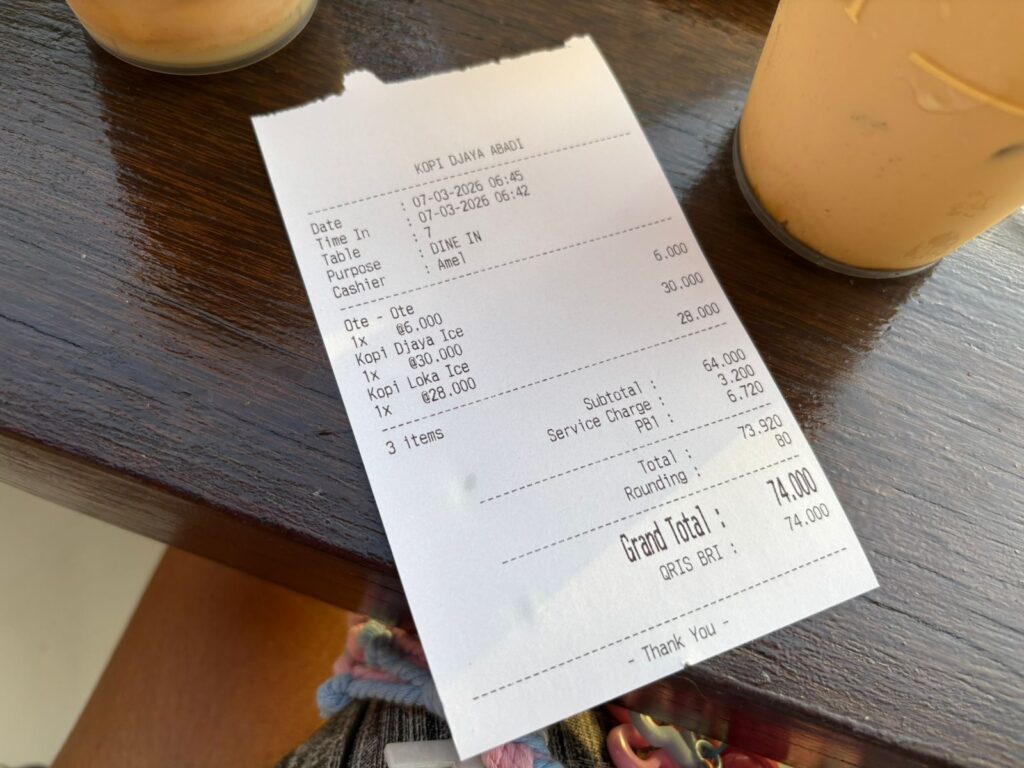 KOPI DJAYA ABADI
Date : 07-03-2026 06:45
Time In : 07-03-2026 06:42
Table : 7
Purpose : DINE IN
Cashier : Amel
Ote - Ote
1x @6.000 6.000
Kopi Djaya Ice
1x @30.000 30.000
Kopi Loka Ice
1x @28.000 28.000
3 items
Subtotal : 64.000
Service Charge : 3.200
PB1 : 6.720
Total : 73.920
Rounding : 80
Grand Total : 74.000
QRIS BRI : 74.000
- Thank You -